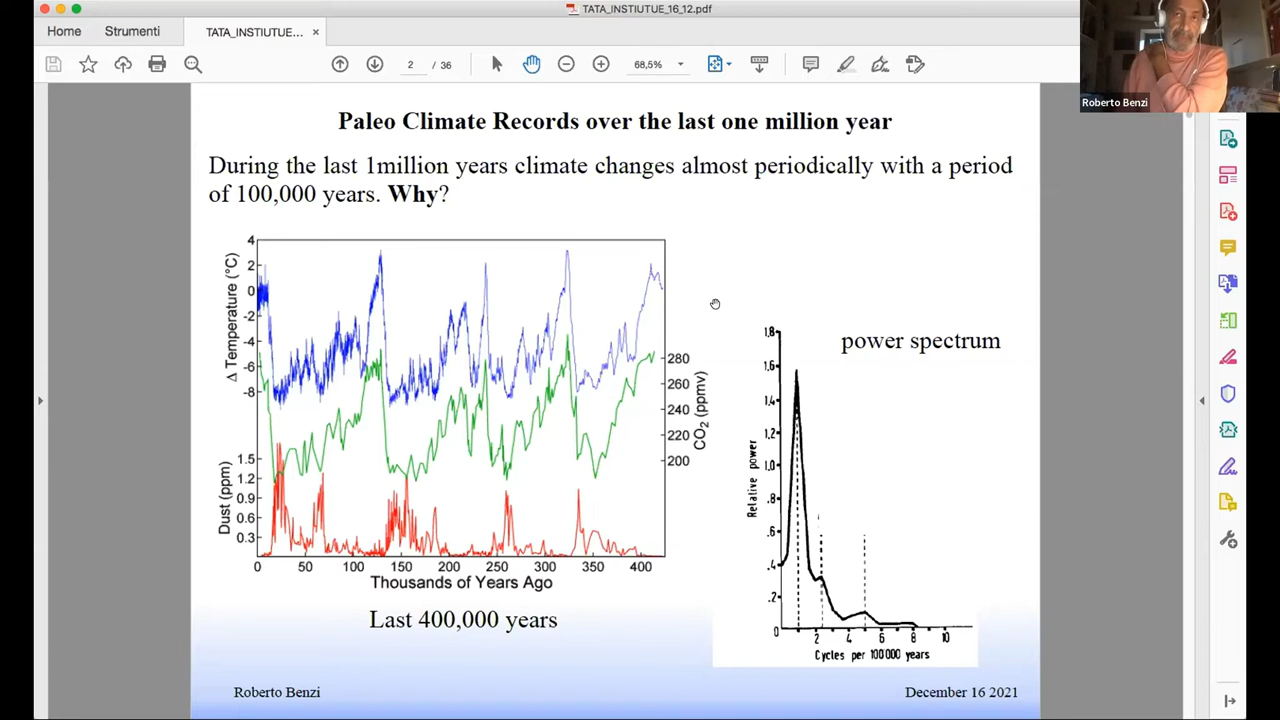 TATA_INSTIUTUE_16_12.pdf
Home
Strumenti
TATA_INSTIUTUE...
×
2
/ 36
68,5%
Roberto Benzi
Paleo Climate Records over the last one million year
During the last 1million years climate changes almost periodically with a period
of 100,000 years. Why?
4
2
0
-2
-4
-6
-8
Δ Temperature (°C)
280
260
240
220
200
CO2 (ppmv)
1.5
1.2
0.9
0.6
0.3
Dust (ppm)
0 50 100 150 200 250 300 350 400
Thousands of Years Ago
Last 400,000 years
power spectrum
1.8
1.6
1.4
1.2
1.0
.8
.6
.4
.2
0
Relative power
2 4 6 8 10
Cycles per 100'000 years
Roberto Benzi
December 16 2021